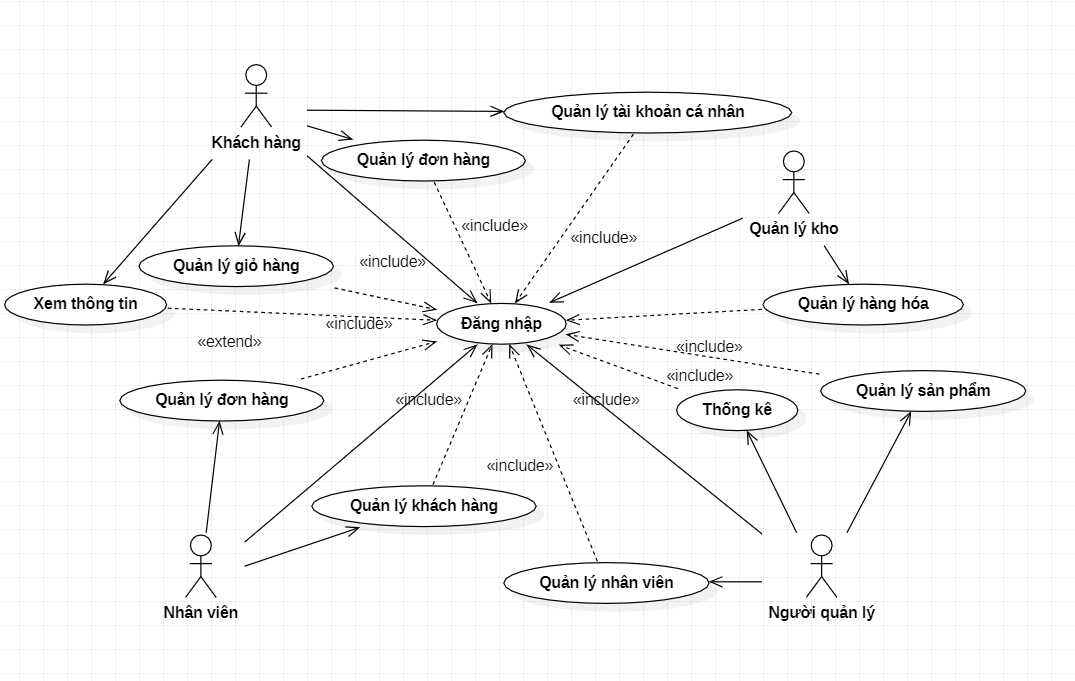 Quản lý tài khoản cá nhân
Khách hàng
Quản lý đơn hàng
Quản lý kho
«include»
«include»
«include»
Quản lý giỏ hàng
Xem thông tin
Quản lý hàng hóa
Đăng nhập
«include»
«extend»
«include»
«include»
Quản lý sản phẩm
Quản lý đơn hàng
«include»
«include»
Thống kê
«include»
Quản lý khách hàng
Quản lý nhân viên
Nhân viên
Người quản lý